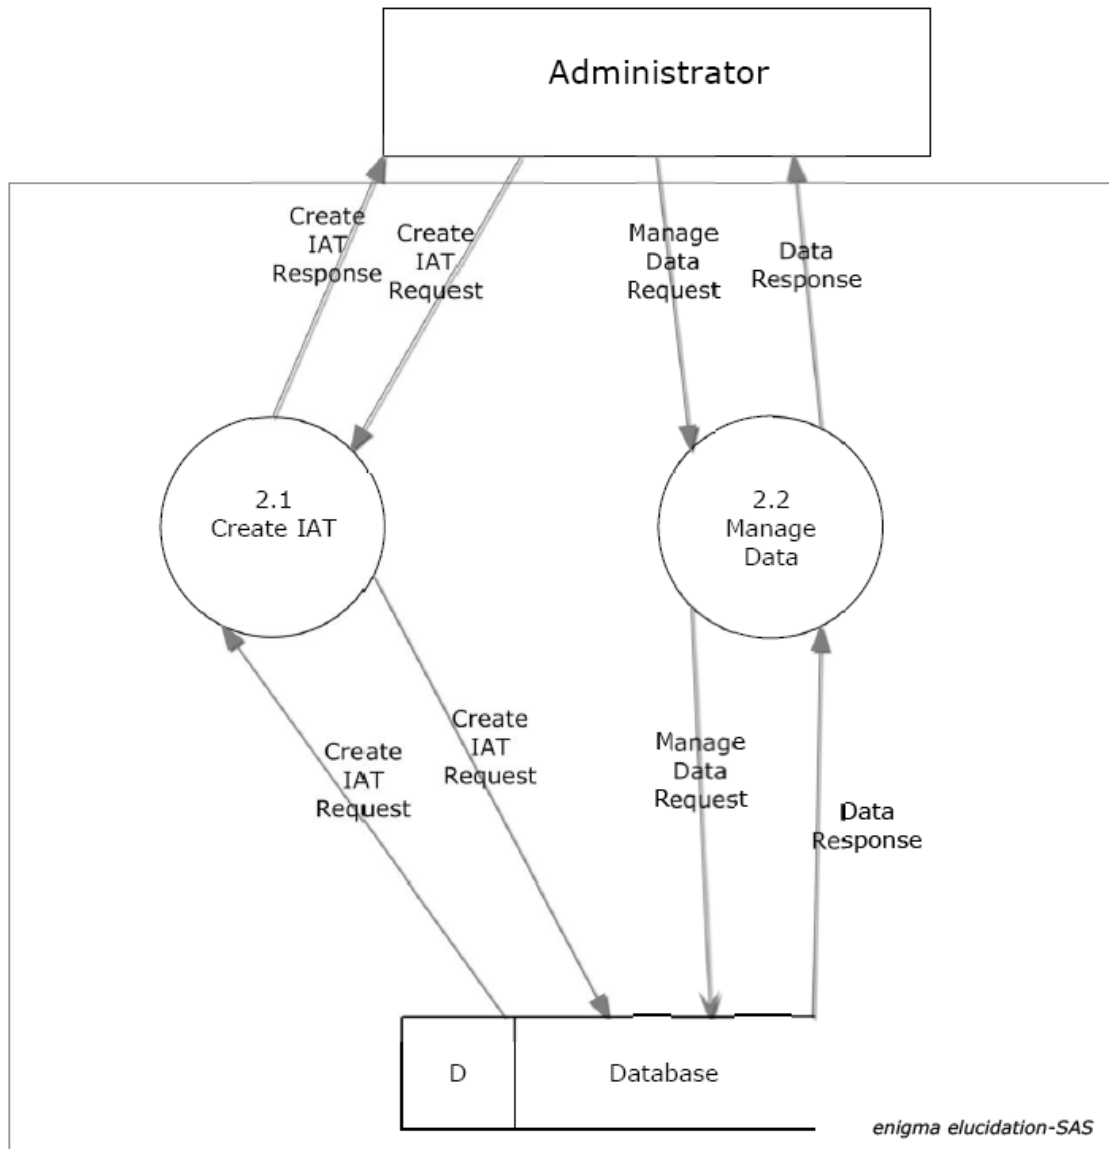 Administrator
Create
IAT
Response
Create
IAT
Request
Manage
Data
Request
Data
Response
2.1
Create IAT
2.2
Manage
Data
Create
IAT
Request
Create
IAT
Request
Manage
Data
Request
Data
Response
D
Database
enigma elucidation-SAS